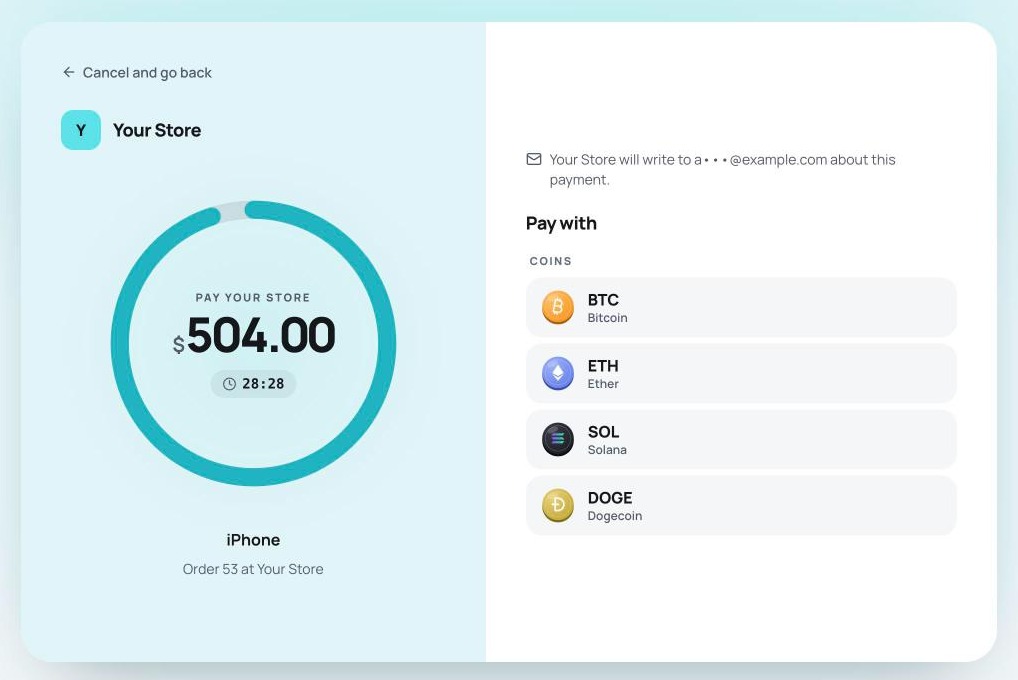 Cancel and go back
Y
Your Store
PAY YOUR STORE
$504.00
28:28
iPhone
Order 53 at Your Store
Your Store will write to a•••@example.com about this
payment.
Pay with
COINS
BTC
Bitcoin
ETH
Ether
SOL
Solana
DOGE
Dogecoin